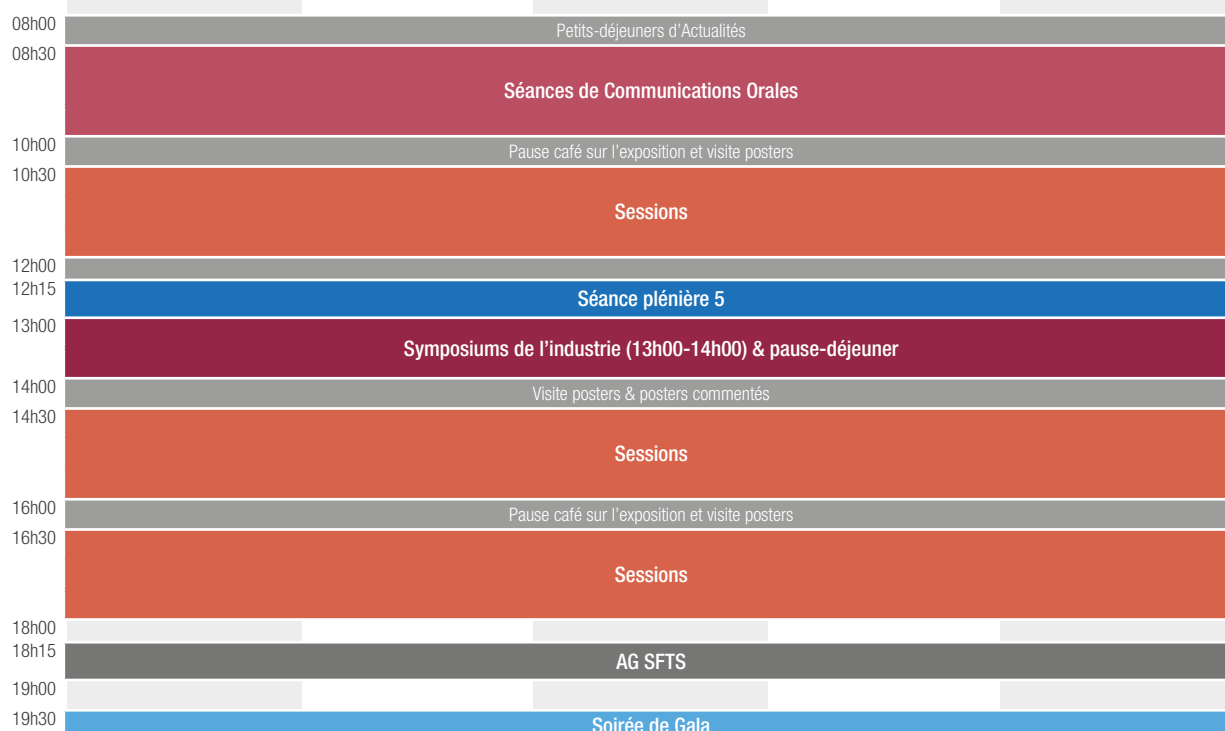 08h00
Petits-déjeuners d'Actualités
08h30
Séances de Communications Orales
10h00
Pause café sur l'exposition et visite posters
10h30
Sessions
12h00
12h15
Séance plénière 5
13h00
Symposiums de l'industrie (13h00-14h00) & pause-déjeuner
14h00
Visite posters & posters commentés
14h30
Sessions
16h00
Pause café sur l'exposition et visite posters
16h30
Sessions
18h00
18h15
AG SFTS
19h00
19h30
Soirée de Gala